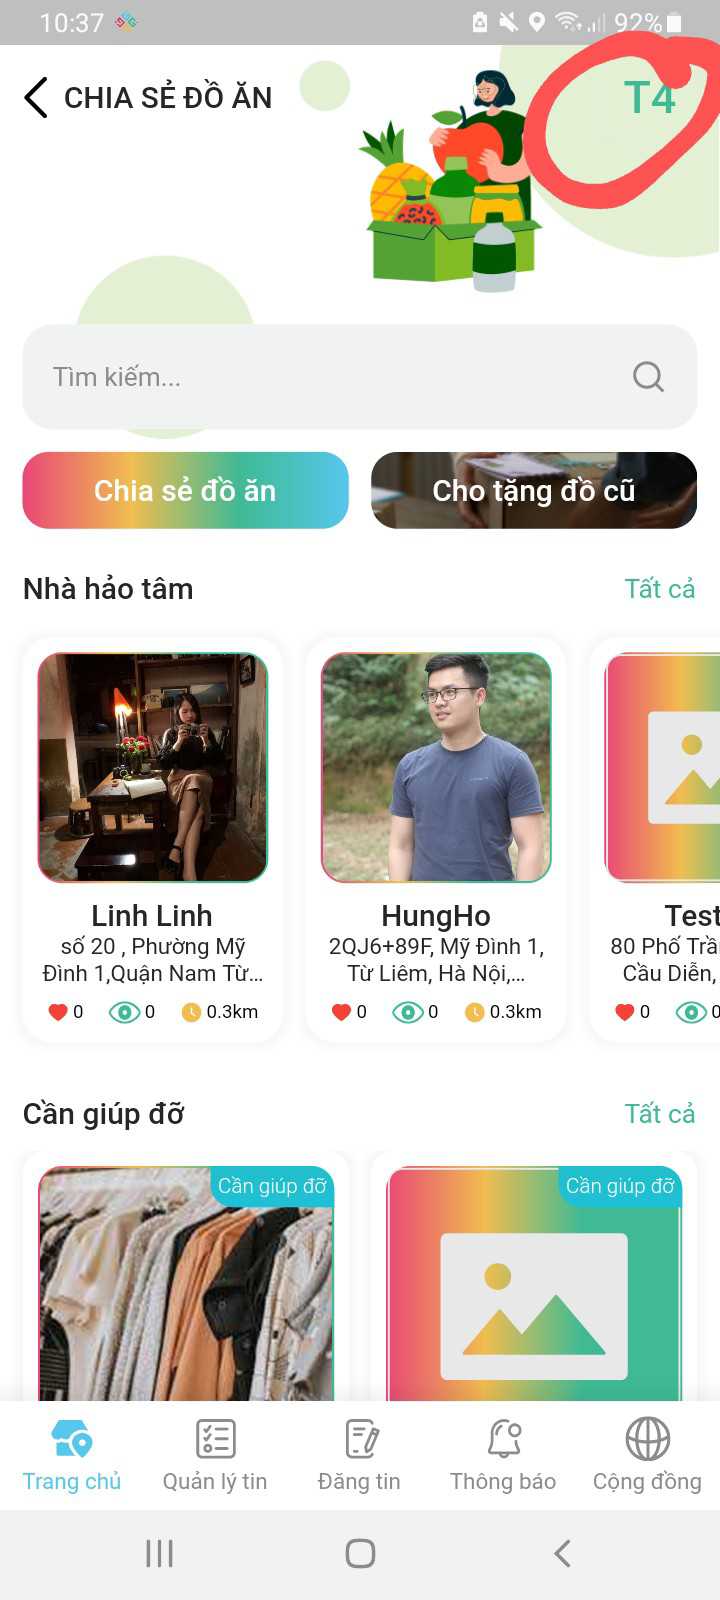 10:37
92%
CHIA SẺ ĐỒ ĂN
T4
Tìm kiếm...
Chia sẻ đồ ăn
Cho tặng đồ cũ
Nhà hảo tâm
Tất cả
Linh Linh
số 20 , Phường Mỹ
Đình 1,Quận Nam Từ...
0
0
0.3km
HungHo
2QJ6+89F, Mỹ Đình 1,
Từ Liêm, Hà Nội,...
0
0
0.3km
Test
80 Phố Trầ
Cầu Diễn,
0
0
Cần giúp đỡ
Tất cả
Cần giúp đỡ
Cần giúp đỡ
Trang chủ
Quản lý tin
Đăng tin
Thông báo
Cộng đồng